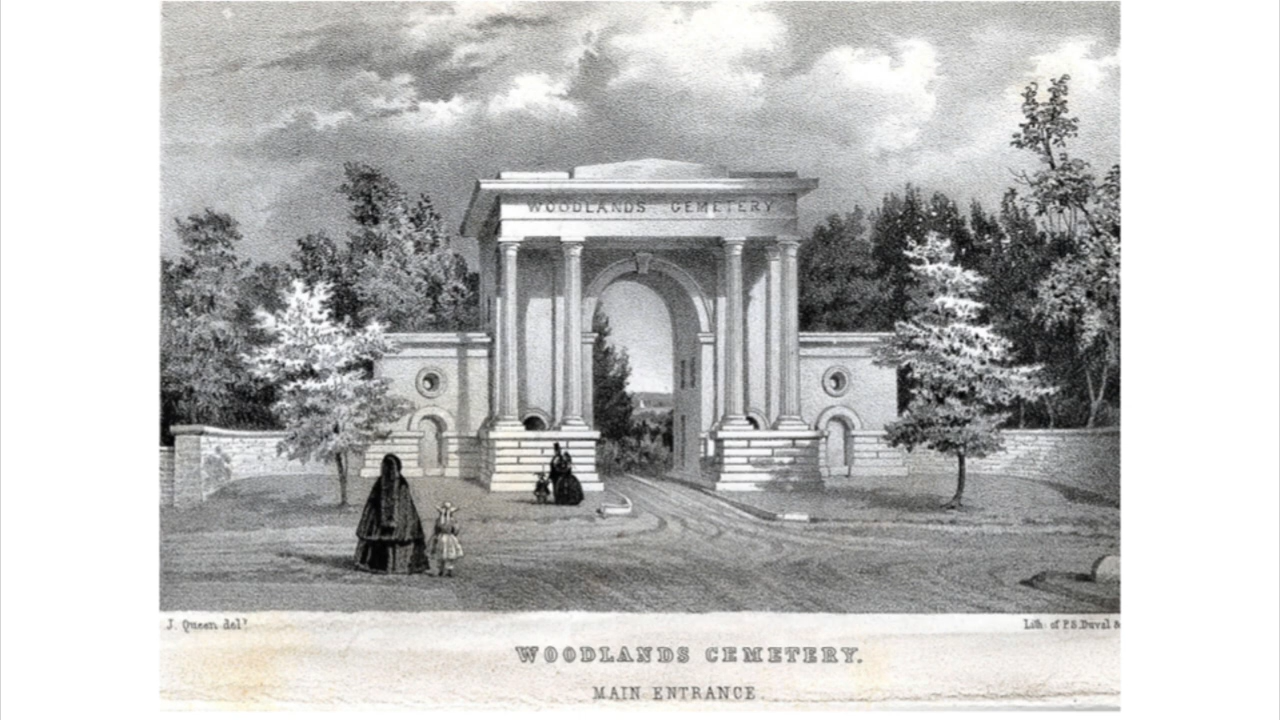 WOODLANDS CEMETERY
J. Queen del.t
Lith. of P.S. Duval &
WOODLANDS CEMETERY.
MAIN ENTRANCE.